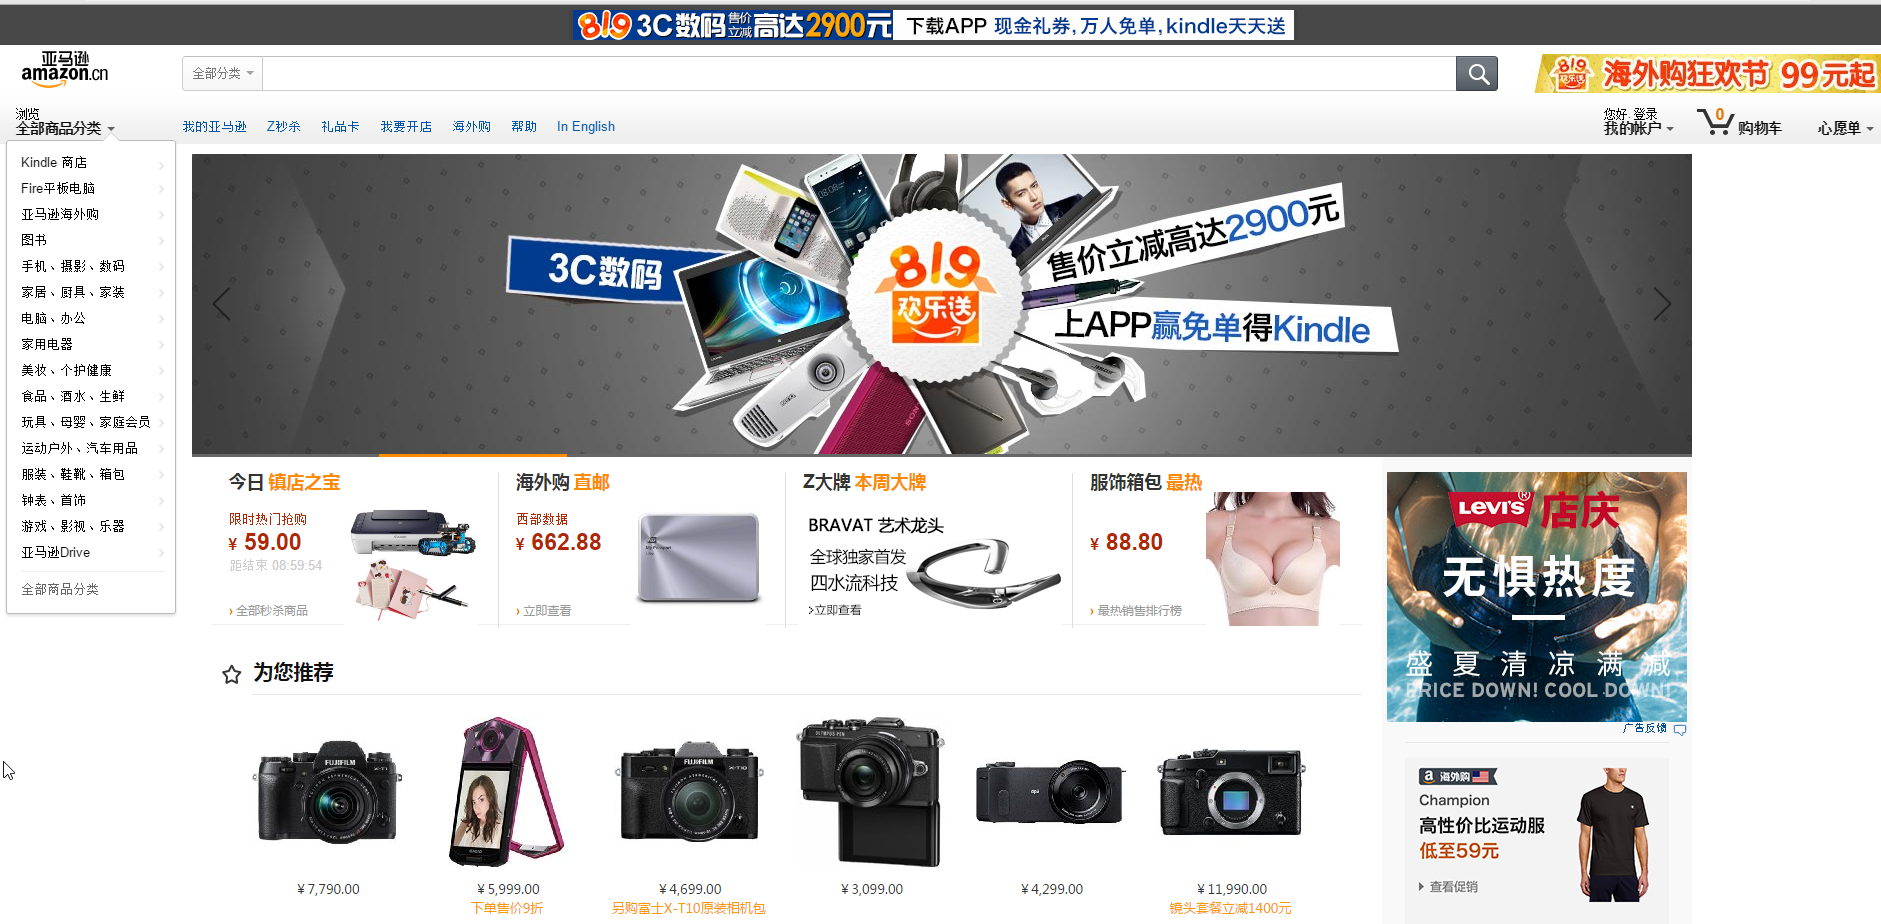 819 3C数码 售价立减 高达2900元 下载APP 现金礼券,万人免单,kindle天天送
亚马逊
amazon.cn
全部分类
819 海外购狂欢节 99元起
浏览
全部商品分类
我的亚马逊 Z秒杀 礼品卡 我要开店 海外购 帮助 In English
您好, 登录
我的帐户
0
购物车
心愿单
Kindle 商店
Fire平板电脑
亚马逊海外购
图书
手机、摄影、数码
家居、厨具、家装
电脑、办公
家用电器
美妆、个护健康
食品、酒水、生鲜
玩具、母婴、家庭会员
运动户外、汽车用品
服装、鞋靴、箱包
钟表、首饰
游戏、影视、乐器
亚马逊Drive
全部商品分类
3C数码
819
欢乐送
售价立减高达2900元
上APP赢免单得Kindle
SONY
今日 镇店之宝
限时热门抢购
¥ 59.00
距结束 08:59:54
› 全部秒杀商品
海外购 直邮
西部数据
¥ 662.88
› 立即查看
Z大牌 本周大牌
BRAVAT 艺术龙头
全球独家首发
四水流科技
>立即查看
服饰箱包 最热
¥ 88.80
› 最热销售排行榜
Levi's® 店庆
无惧热度
盛夏清凉满减
PRICE DOWN! COOL DOWN!
广告反馈
为您推荐
FUJIFILM
X-T1
CASIO
FUJIFILM
X-T10
OLYMPUS PEN
dp2
¥ 7,790.00
¥ 5,999.00
下单售价9折
¥ 4,699.00
另购富士X-T10原装相机包
¥ 3,099.00
¥ 4,299.00
¥ 11,990.00
镜头套餐立减1400元
a 海外购
Champion
高性价比运动服
低至59元
查看促销